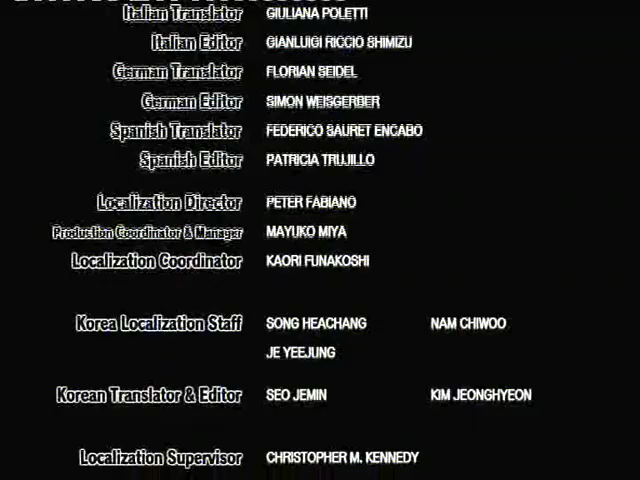 Italian Translator GIULIANA POLETTI
Italian Editor GIANLUIGI RICCIO SHIMIZU
German Translator FLORIAN SEIDEL
German Editor SIMON WEISGERBER
Spanish Translator FEDERICO SAURET ENCABO
Spanish Editor PATRICIA TRUJILLO
Localization Director PETER FABIANO
Production Coordinator & Manager MAYUKO MIYA
Localization Coordinator KAORI FUNAKOSHI
Korea Localization Staff SONG HEACHANG NAM CHIWOO
JE YEEJUNG
Korean Translator & Editor SEO JEMIN KIM JEONGHYEON
Localization Supervisor CHRISTOPHER M. KENNEDY